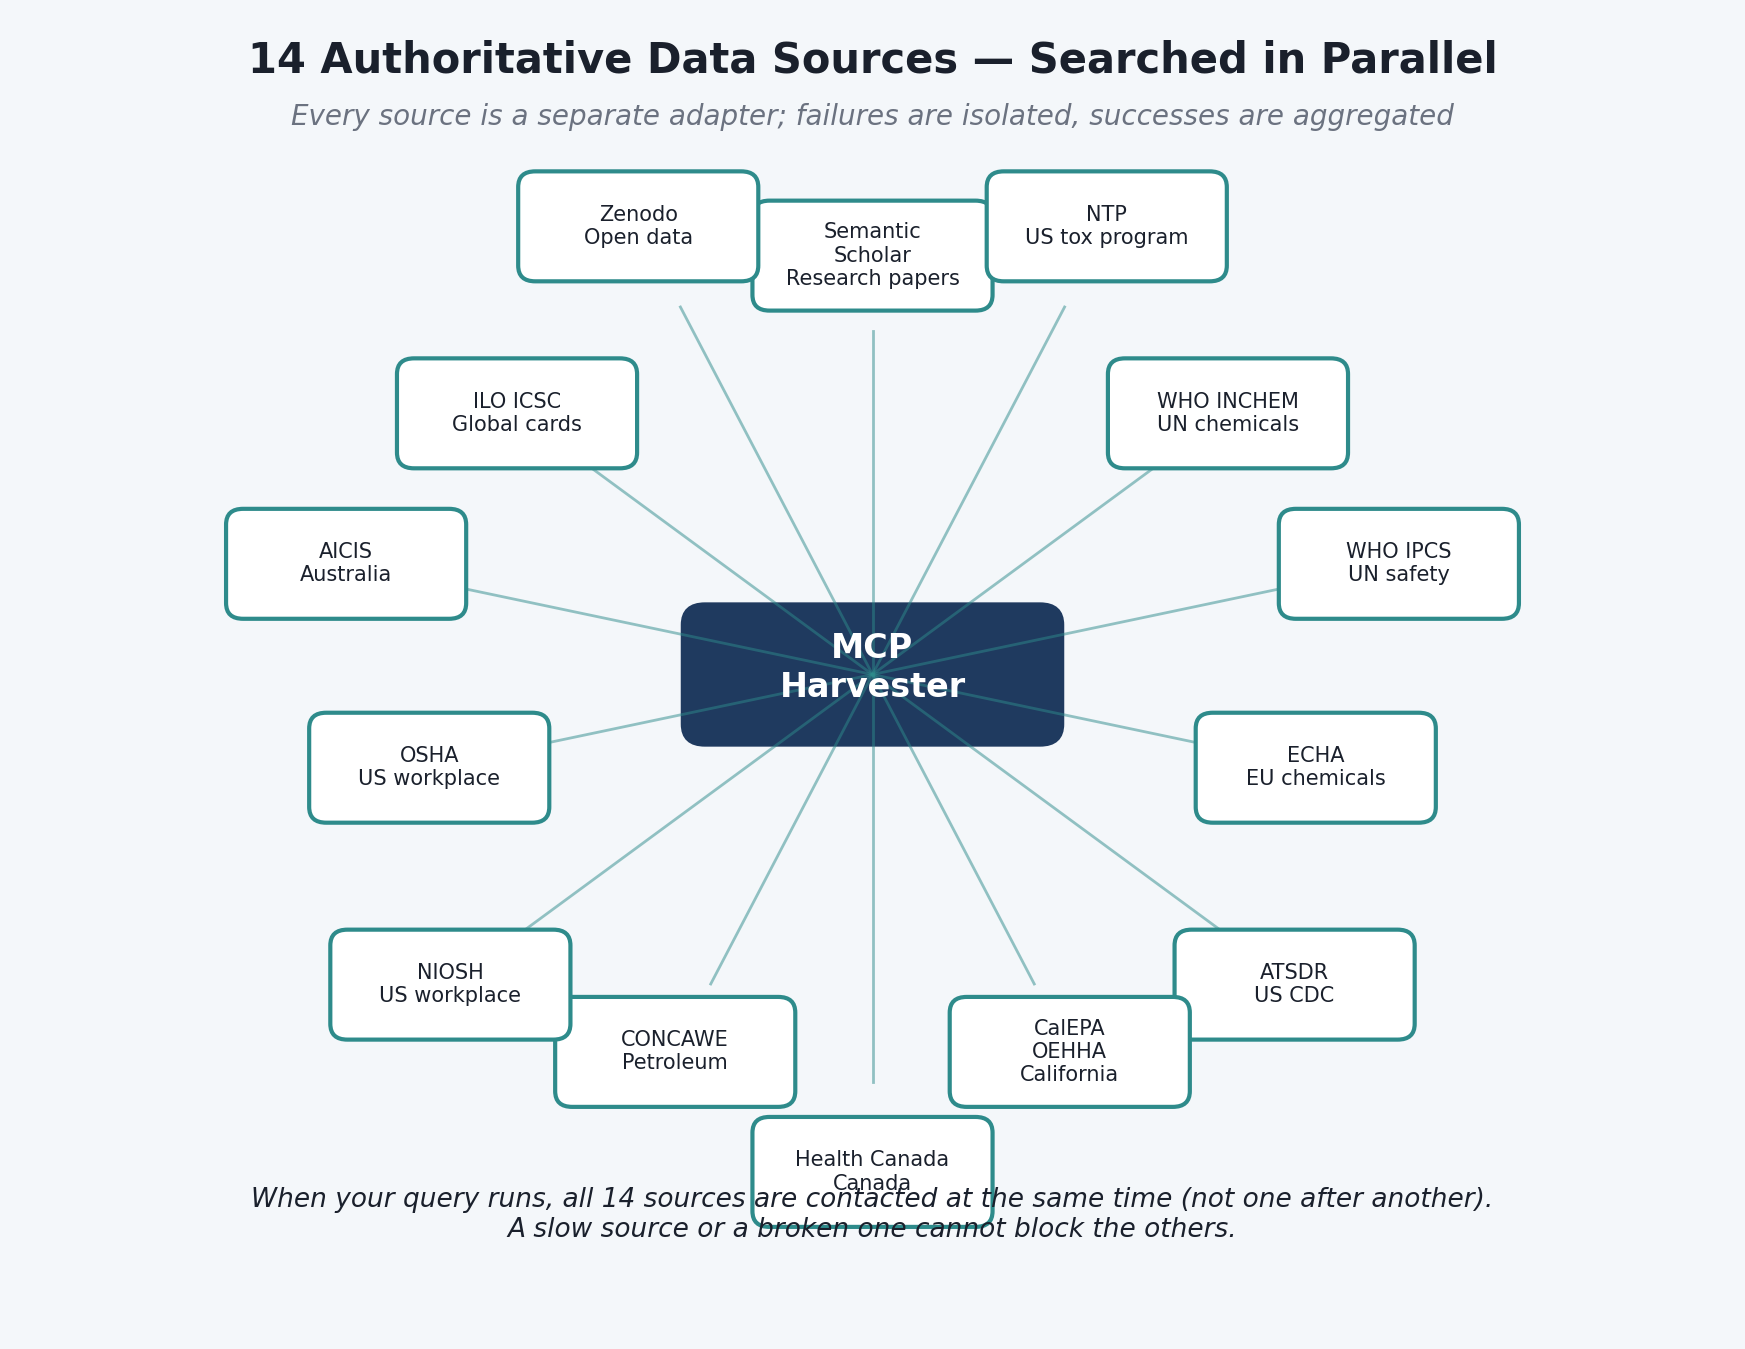 14 Authoritative Data Sources — Searched in Parallel
Every source is a separate adapter; failures are isolated, successes are aggregated
Zenodo
Open data
Semantic
Scholar
Research papers
NTP
US tox program
ILO ICSC
Global cards
WHO INCHEM
UN chemicals
AICIS
Australia
WHO IPCS
UN safety
MCP
Harvester
OSHA
US workplace
ECHA
EU chemicals
NIOSH
US workplace
ATSDR
US CDC
CONCAWE
Petroleum
CalEPA
OEHHA
California
Health Canada
Canada
When your query runs, all 14 sources are contacted at the same time (not one after another).
A slow source or a broken one cannot block the others.